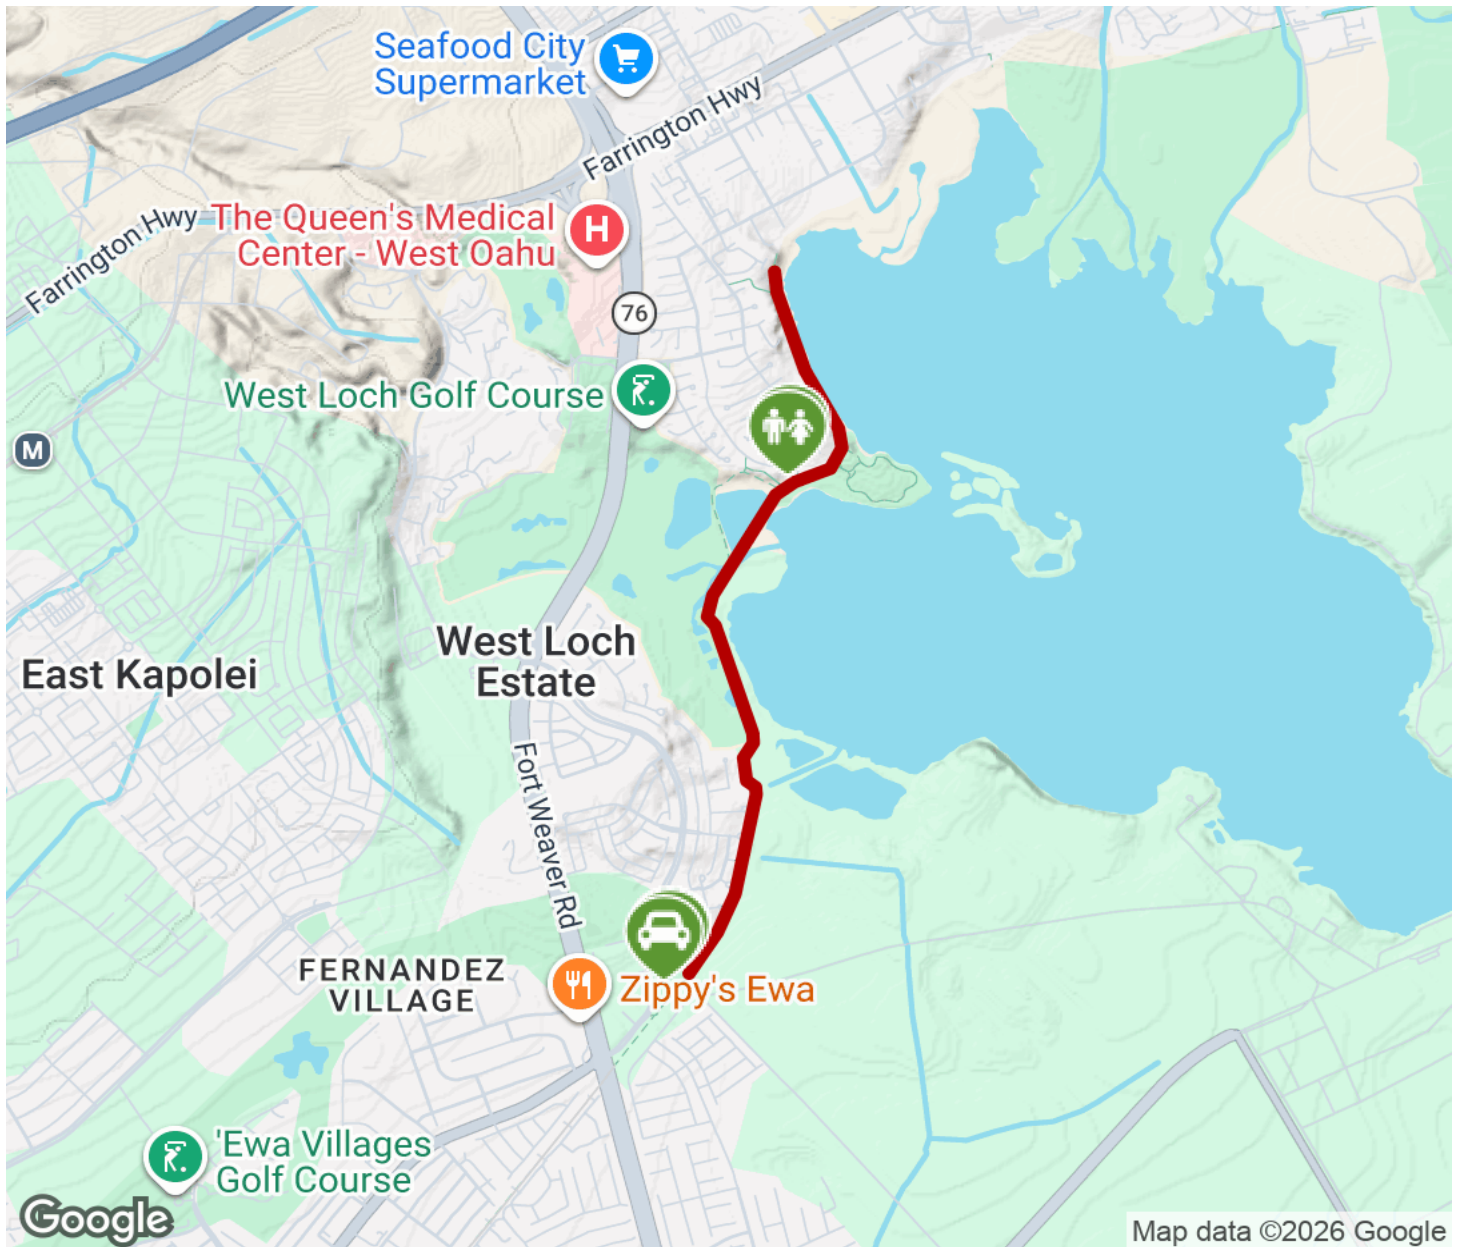 Seafood City
Supermarket
Farrington Hwy
Farrington Hwy
The Queen's Medical
Center - West Oahu
H
76
West Loch Golf Course
M
West Loch
Estate
East Kapolei
Fort Weaver Rd
FERNANDEZ
VILLAGE
Zippy's Ewa
'Ewa Villages
Golf Course
Google
Map data ©2026 Google